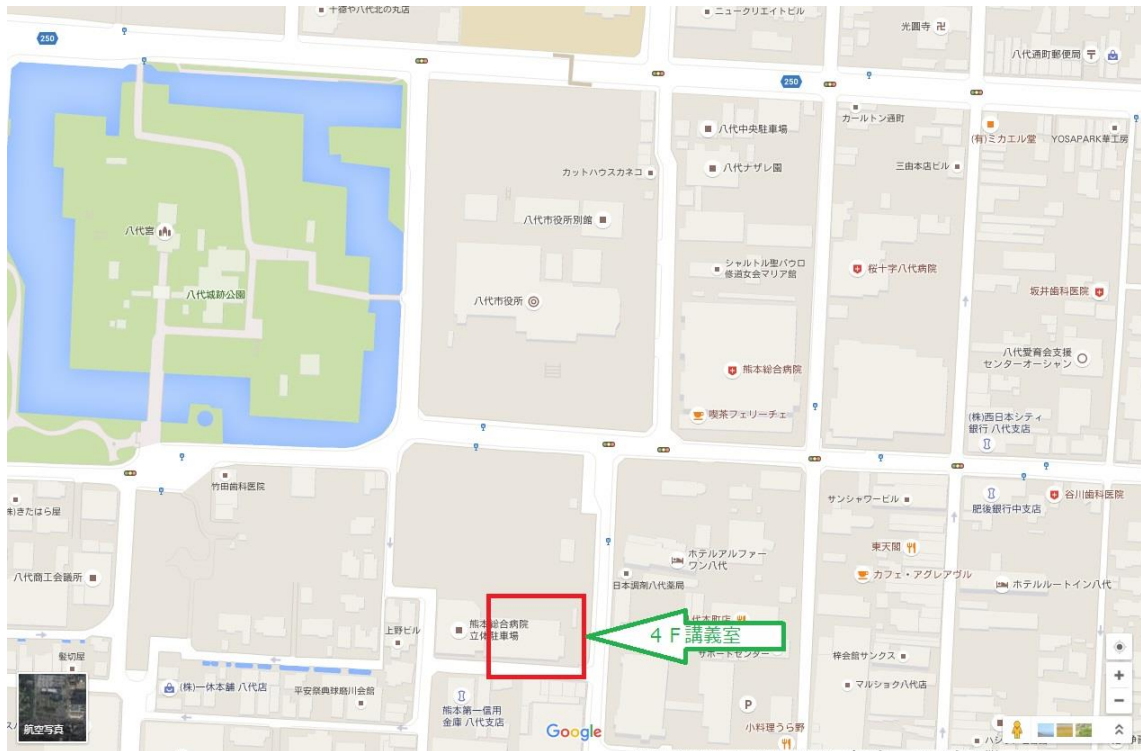 十徳や八代北の丸店
ニュークリエイトビル
光圓寺
250
八代通町郵便局
250
カールトン通町
八代中央駐車場
(有)ミカエル堂
YOSAPARK華工房
カットハウスカネコ
八代ナザレ園
三由本店ビル
八代宮
八代市役所別館
シャルトル聖パウロ
修道女会マリア館
桜十字八代病院
八代城跡公園
八代市役所
坂井歯科医院
八代愛育会支援
センターオーシャン
熊本総合病院
喫茶フェリーチェ
(株)西日本シティ
銀行 八代支店
竹田歯科医院
サンシャワービル
肥後銀行中支店
谷川歯科医院
株)きたはら屋
東天閣
ホテルアルファー
ワン八代
八代商工会議所
日本調剤八代薬局
カフェ・アグレアヴル
ホテルルートイン八代
上野ビル
熊本総合病院
立体駐車場
代本町店
4F講義室
サポートセンター
髪切屋
梓会館サンクス
(株)一休本舗 八代店
平安祭典球磨川会館
マルショク八代店
熊本第一信用
金庫 八代支店
P
航空写真
Google
小料理うら野